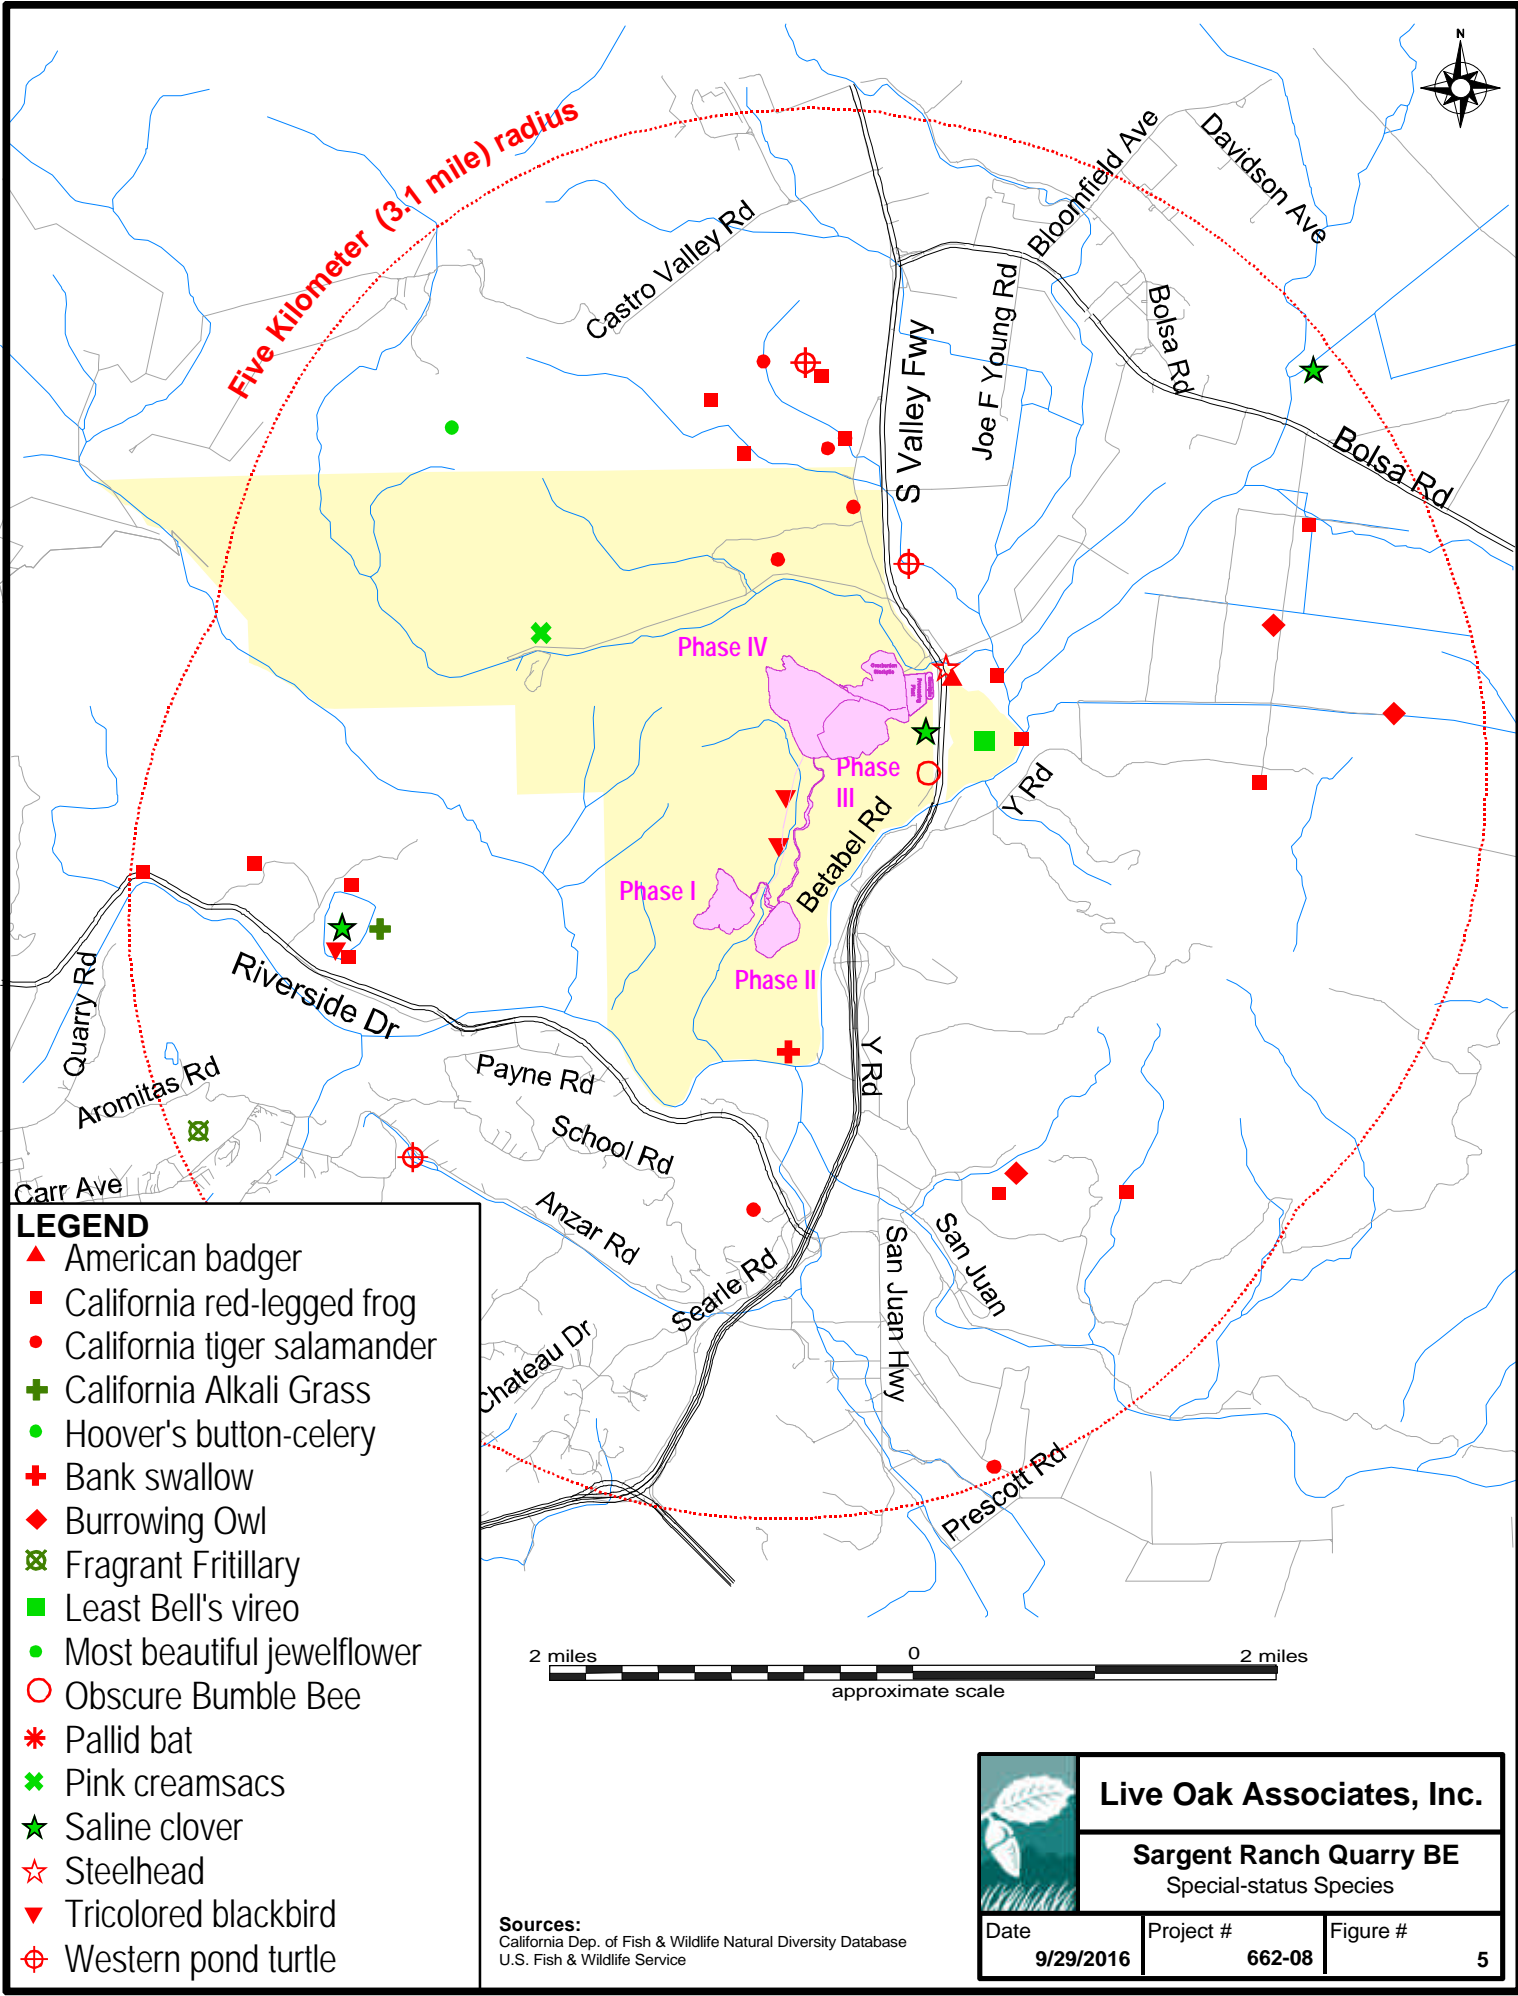 N
Five Kilometer (3.1 mile) radius
Castro Valley Rd
Bloomfield Ave
Davidson Ave
S Valley Fwy
Joe F Young Rd
Bolsa Rd
Bolsa Rd
Phase IV
Overburden
Stockpile
Processing
Plant
Phase
III
Y Rd
Betabel Rd
Phase I
Phase II
Quarry Rd
Riverside Dr
Aromitas Rd
Payne Rd
Y Rd
School Rd
Carr Ave
Anzar Rd
San Juan
Searle Rd
San Juan Hwy
Chateau Dr
Prescott Rd
LEGEND
American badger
California red-legged frog
California tiger salamander
California Alkali Grass
Hoover's button-celery
Bank swallow
Burrowing Owl
Fragrant Fritillary
Least Bell's vireo
Most beautiful jewelflower
Obscure Bumble Bee
Pallid bat
Pink creamsacs
Saline clover
Steelhead
Tricolored blackbird
Western pond turtle
2 miles 0 2 miles
approximate scale
Sources:
California Dep. of Fish & Wildlife Natural Diversity Database
U.S. Fish & Wildlife Service
Live Oak Associates, Inc.
Sargent Ranch Quarry BE
Special-status Species
Date
9/29/2016
Project #
662-08
Figure #
5